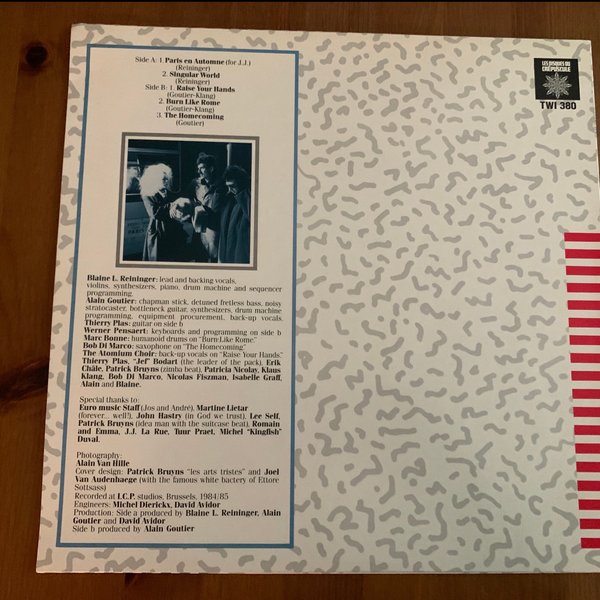 Side A: 1. Paris en Automne (for J.J.)
(Reininger)
2. Singular World
(Reininger)
Side B: 1. Raise Your Hands
(Goutier-Klang)
2. Burn Like Rome
(Goutier-Klang)
3. The Homecoming
(Goutier)
LES DISQUES DU
CRÉPUSCULE
TWI 380
Blaine L. Reininger: lead and backing vocals,
violins, synthesizers, piano, drum machine and sequencer
programming.
Alain Goutier: chapman stick, detuned fretless bass, noisy
stratocaster, bottleneck guitar, synthesizers, drum machine
programming, equipment procurement, back-up vocals.
Thierry Plas: guitar on side b
Werner Pensaert: keyboards and programming on side b
Marc Bonne: humanoid drums on "Burn Like Rome."
Bob Di Marco: saxophone on "The Homecoming"
The Atomium Choir: back-up vocals on "Raise Your Hands."
Thierry Plas, "Jef" Bodart (the leader of the pack), Erik
Châle, Patrick Bruyns (zimba beat), Patricia Nicolay, Klaus
Klang, Bob Di Marco, Nicolas Fiszman, Isabelle Graff,
Alain and Blaine.
Special thanks to:
Euro music Staff (Jos and André), Martine Lietar
(forever... well!), John Hastry (in God we trust), Lee Self,
Patrick Bruyns (idea man with the suitcase beat), Romain
and Emma, J.J. La Rue, Tuur Praet, Michel "Kingfish"
Duval.
Photography:
Alain Van Hille
Cover design: Patrick Bruyns "les arts tristes" and Joel
Van Audenhaege (with the famous white bactery of Ettore
Sottsass)
Recorded at I.C.P. studios, Brussels, 1984/85
Engineers: Michel Dierickx, David Avidor
Production: Side a produced by Blaine L. Reininger, Alain
Goutier and David Avidor
Side b produced by Alain Goutier